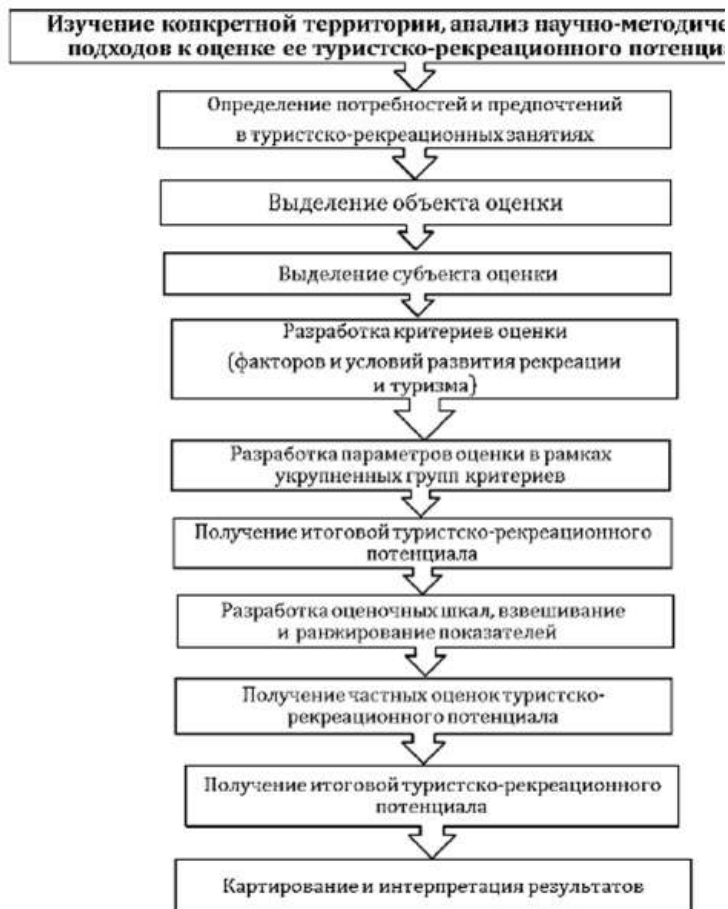 Изучение конкретной территории, анализ научно-методиче
подходов к оценке ее туристско-рекреационного потенци
Определение потребностей и предпочтений
в туристско-рекреационных занятиях
Выделение объекта оценки
Выделение субъекта оценки
Разработка критериев оценки
(факторов и условий развития рекреации
и туризма)
Разработка параметров оценки в рамках
укрупненных групп критериев
Получение итоговой туристско-рекреационного
потенциала
Разработка оценочных шкал, взвешивание
и ранжирование показателей
Получение частных оценок туристско-
рекреационного потенциала
Получение итоговой туристско-рекреационного
потенциала
Картирование и интерпретация результатов